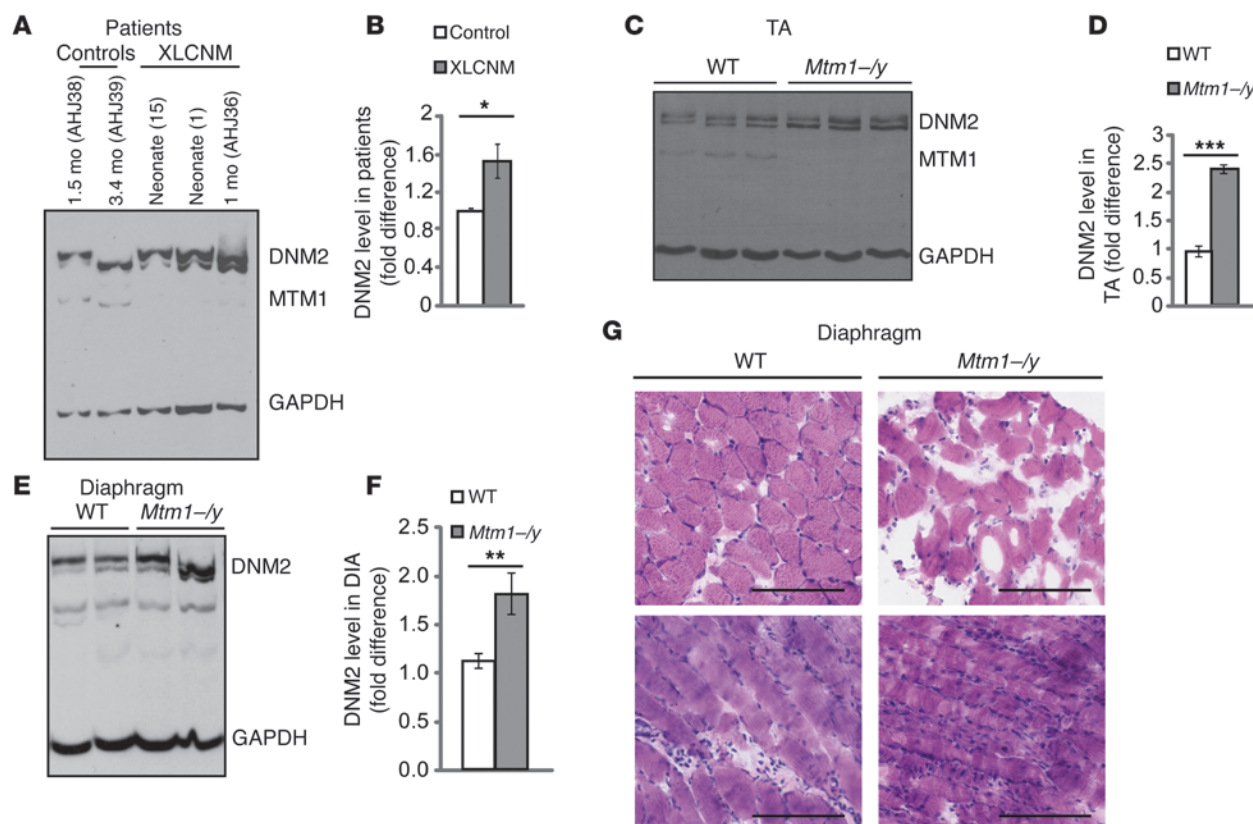 A
Patients
Controls XLCNM
1.5 mo (AHJ38)
3.4 mo (AHJ39)
Neonate (15)
Neonate (1)
1 mo (AHJ36)
DNM2
MTM1
GAPDH
B
Control
XLCNM
DNM2 level in patients
(fold difference)
2
1.6
1.2
0.8
0.4
0
*
C
TA
WT Mtm1–/y
DNM2
MTM1
GAPDH
D
WT
Mtm1–/y
DNM2 level in
TA (fold difference)
3
2.5
2
1.5
1
0.5
0
***
E
Diaphragm
WT Mtm1–/y
DNM2
GAPDH
F
WT
Mtm1–/y
DNM2 level in DIA
(fold difference)
2.5
2.0
1.5
1.0
0.5
0.0
**
G
Diaphragm
WT Mtm1–/y